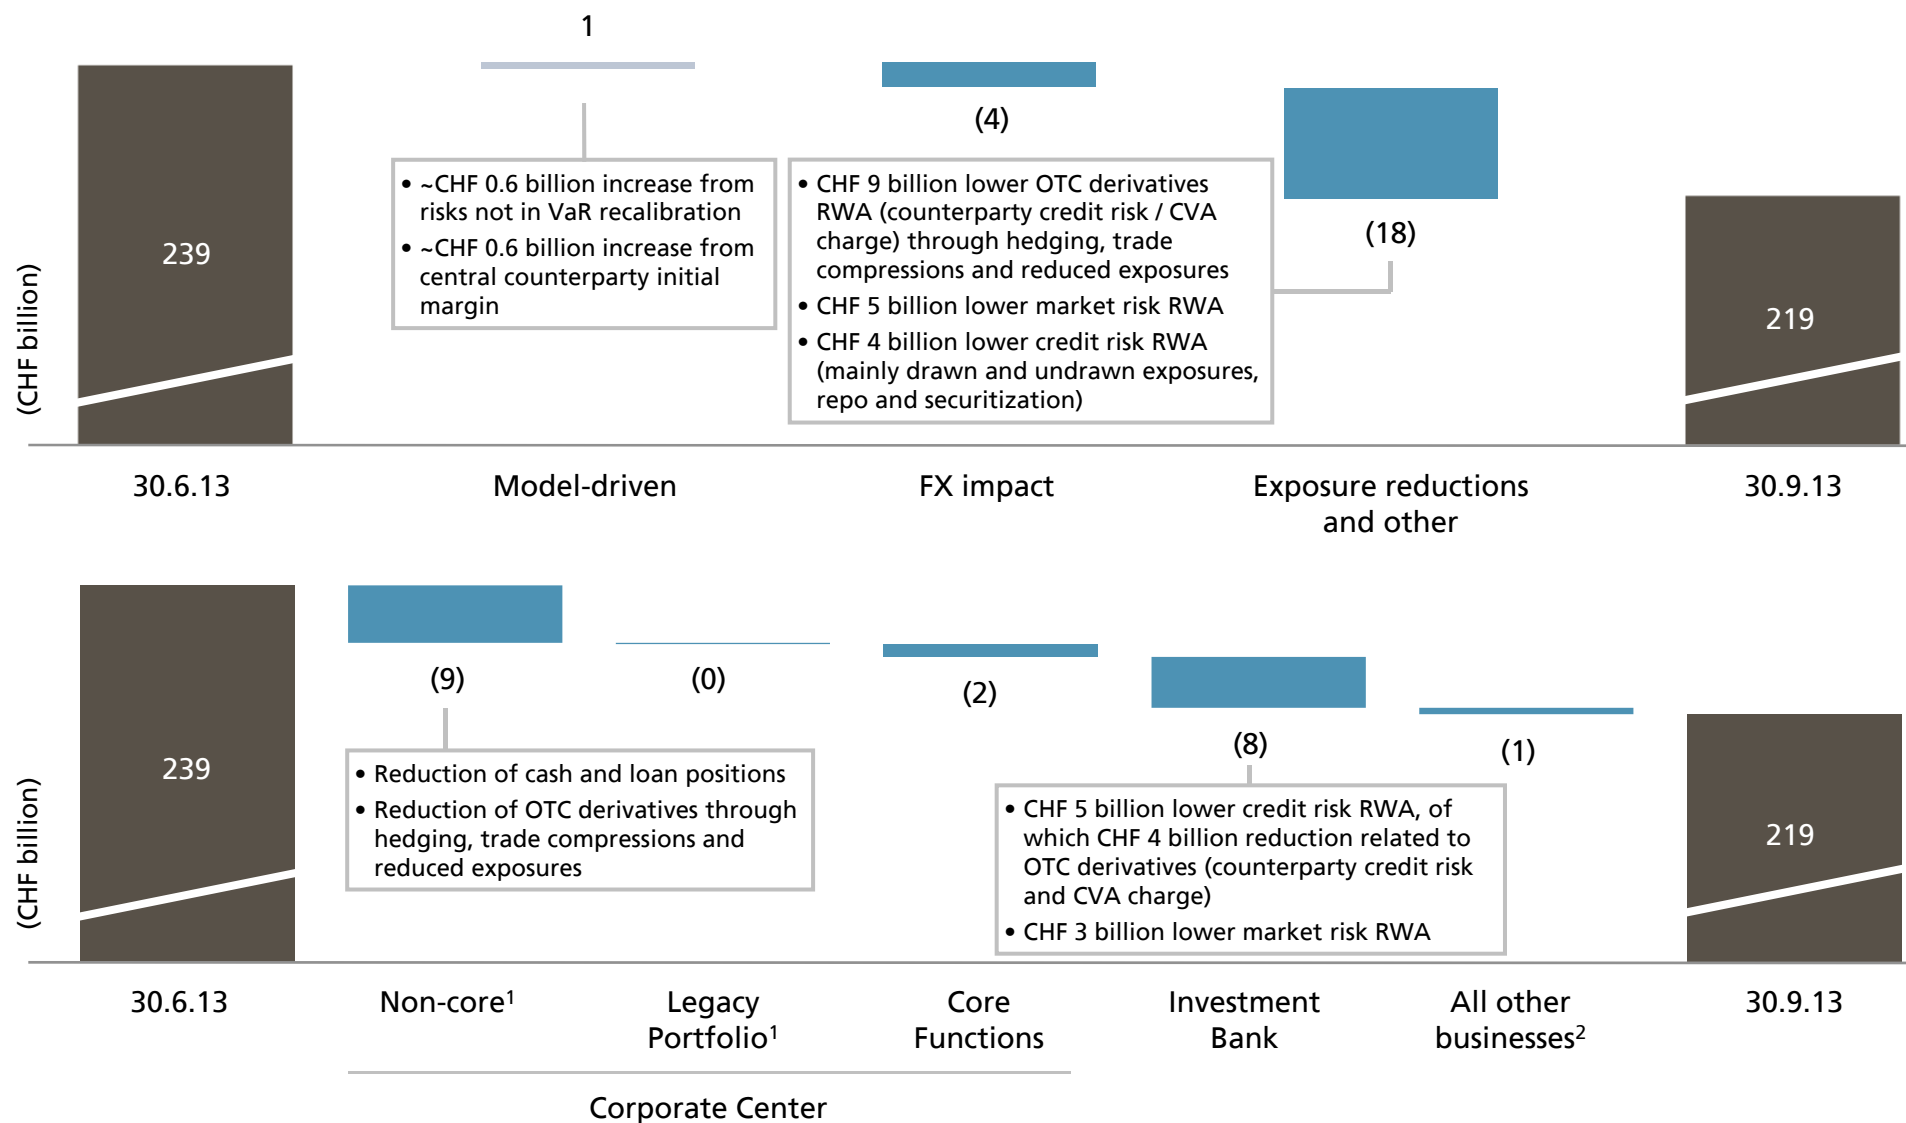 1
(4)
(18)
239
219
(CHF billion)
• ~CHF 0.6 billion increase from
risks not in VaR recalibration
• ~CHF 0.6 billion increase from
central counterparty initial
margin
• CHF 9 billion lower OTC derivatives
RWA (counterparty credit risk / CVA
charge) through hedging, trade
compressions and reduced exposures
• CHF 5 billion lower market risk RWA
• CHF 4 billion lower credit risk RWA
(mainly drawn and undrawn exposures,
repo and securitization)
30.6.13
Model-driven
FX impact
Exposure reductions
and other
30.9.13
(9)
(0)
(2)
(8)
(1)
239
219
(CHF billion)
• Reduction of cash and loan positions
• Reduction of OTC derivatives through
hedging, trade compressions and
reduced exposures
• CHF 5 billion lower credit risk RWA, of
which CHF 4 billion reduction related to
OTC derivatives (counterparty credit risk
and CVA charge)
• CHF 3 billion lower market risk RWA
30.6.13
Non-core¹
Legacy
Portfolio¹
Core
Functions
Investment
Bank
All other
businesses²
30.9.13
Corporate Center